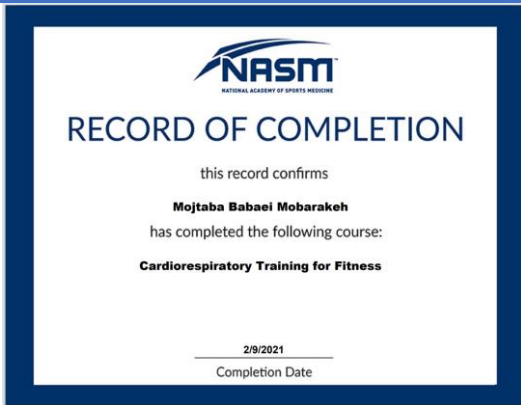 NASM
NATIONAL ACADEMY OF SPORTS MEDICINE
RECORD OF COMPLETION
this record confirms
Mojtaba Babaei Mobarakeh
has completed the following course:
Cardiorespiratory Training for Fitness
2/9/2021
Completion Date